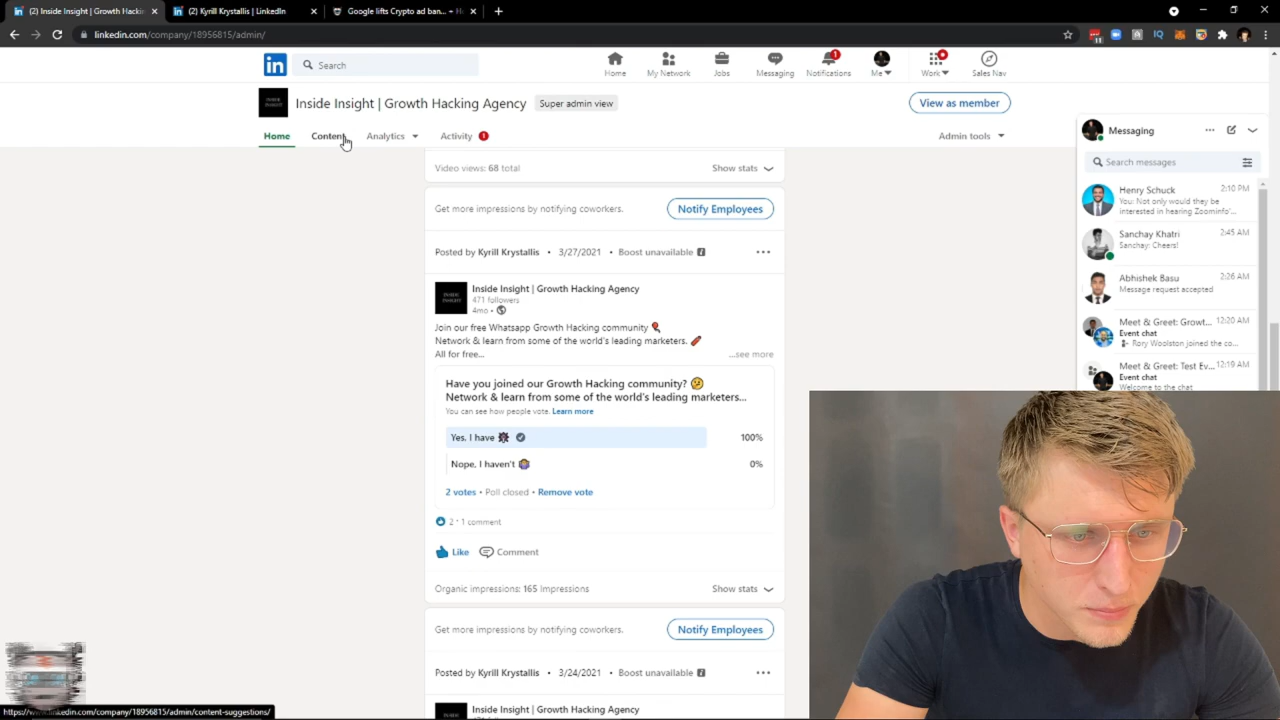 (2) Inside Insight | Growth Hackin
(2) Kyrill Krystallis | LinkedIn
Google lifts Crypto ad ban...
linkedin.com/company/18956815/admin/
11
Search
Home
My Network
Jobs
Messaging
1
Notifications
Me
Work
Sales Nav
Inside Insight | Growth Hacking Agency
Super admin view
View as member
Home
Content
Analytics
Activity 1
Admin tools
Video views: 68 total
Show stats
Get more impressions by notifying coworkers.
Notify Employees
Posted by Kyrill Krystallis • 3/27/2021 • Boost unavailable
Inside Insight | Growth Hacking Agency
471 followers
4mo •
Join our free Whatsapp Growth Hacking community
Network & learn from some of the world's leading marketers.
All for free...
...see more
Have you joined our Growth Hacking community?
Network & learn from some of the world's leading marketers...
You can see how people vote. Learn more
Yes, I have
100%
Nope, I haven't
0%
2 votes • Poll closed • Remove vote
2 • 1 comment
Like
Comment
Organic impressions: 165 Impressions
Show stats
Get more impressions by notifying coworkers.
Notify Employees
Posted by Kyrill Krystallis • 3/24/2021 • Boost unavailable
Inside Insight | Growth Hacking Agency
Messaging
Search messages
Henry Schuck
2:10 PM
You: Not only would they be
interested in hearing Zoominfo'...
Sanchay Khatri
2:45 AM
Sanchay: Cheers!
Abhishek Basu
2:26 AM
Message request accepted
Meet & Greet: Growt...
12:20 AM
Event chat
Rory Woolston joined the co...
Meet & Greet: Test Ev...
12:19 AM
Event chat
Welcome to the chat
https://www.linkedin.com/company/18956815/admin/content-suggestions/